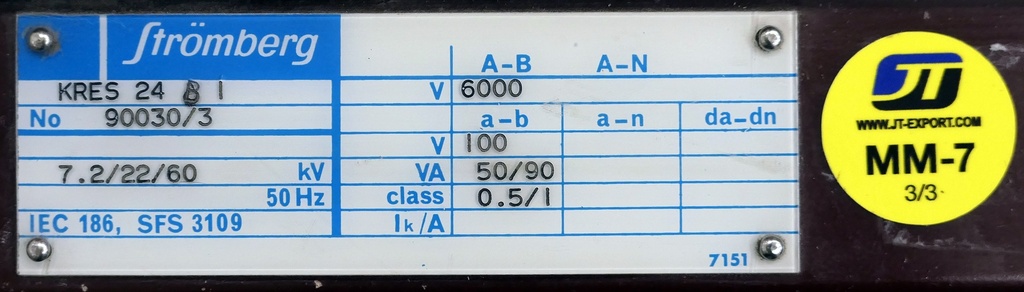 Strömberg
KRES 24 B 1
No 90030/3
7.2/22/60 kV
50 Hz
IEC 186, SFS 3109
A-B A-N
V 6000
a-b a-n da-dn
V 100
VA 50/90
class 0.5/1
Ik/A
7151
JT
WWW.JT-EXPORT.COM
MM-7
3/3